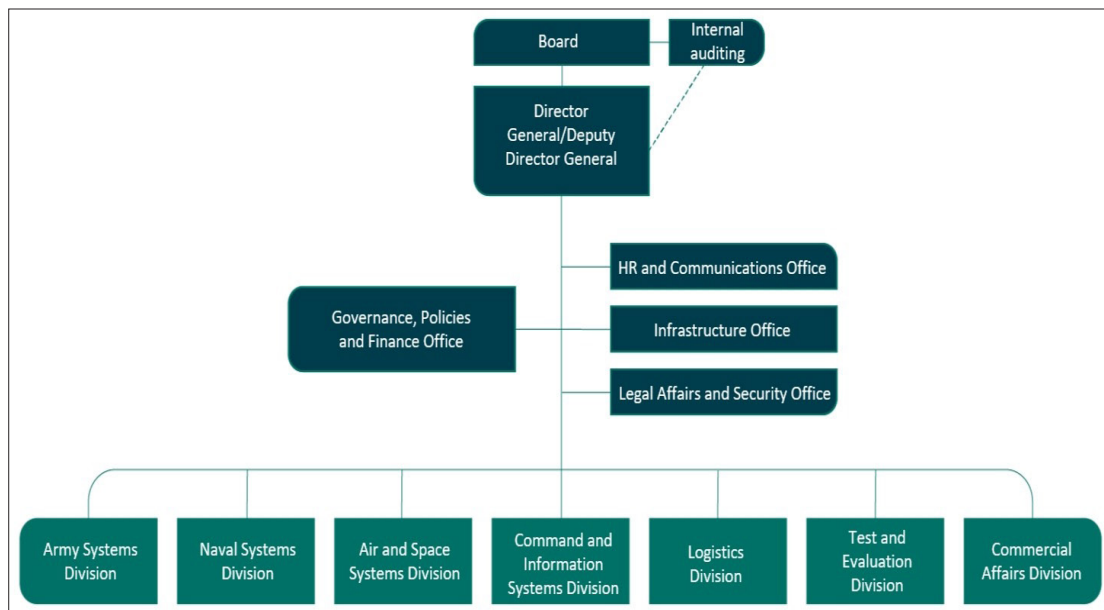 Board
Internal
auditing
Director
General/Deputy
Director General
HR and Communications Office
Governance, Policies
and Finance Office
Infrastructure Office
Legal Affairs and Security Office
Army Systems
Division
Naval Systems
Division
Air and Space
Systems Division
Command and
Information
Systems Division
Logistics
Division
Test and
Evaluation
Division
Commercial
Affairs Division